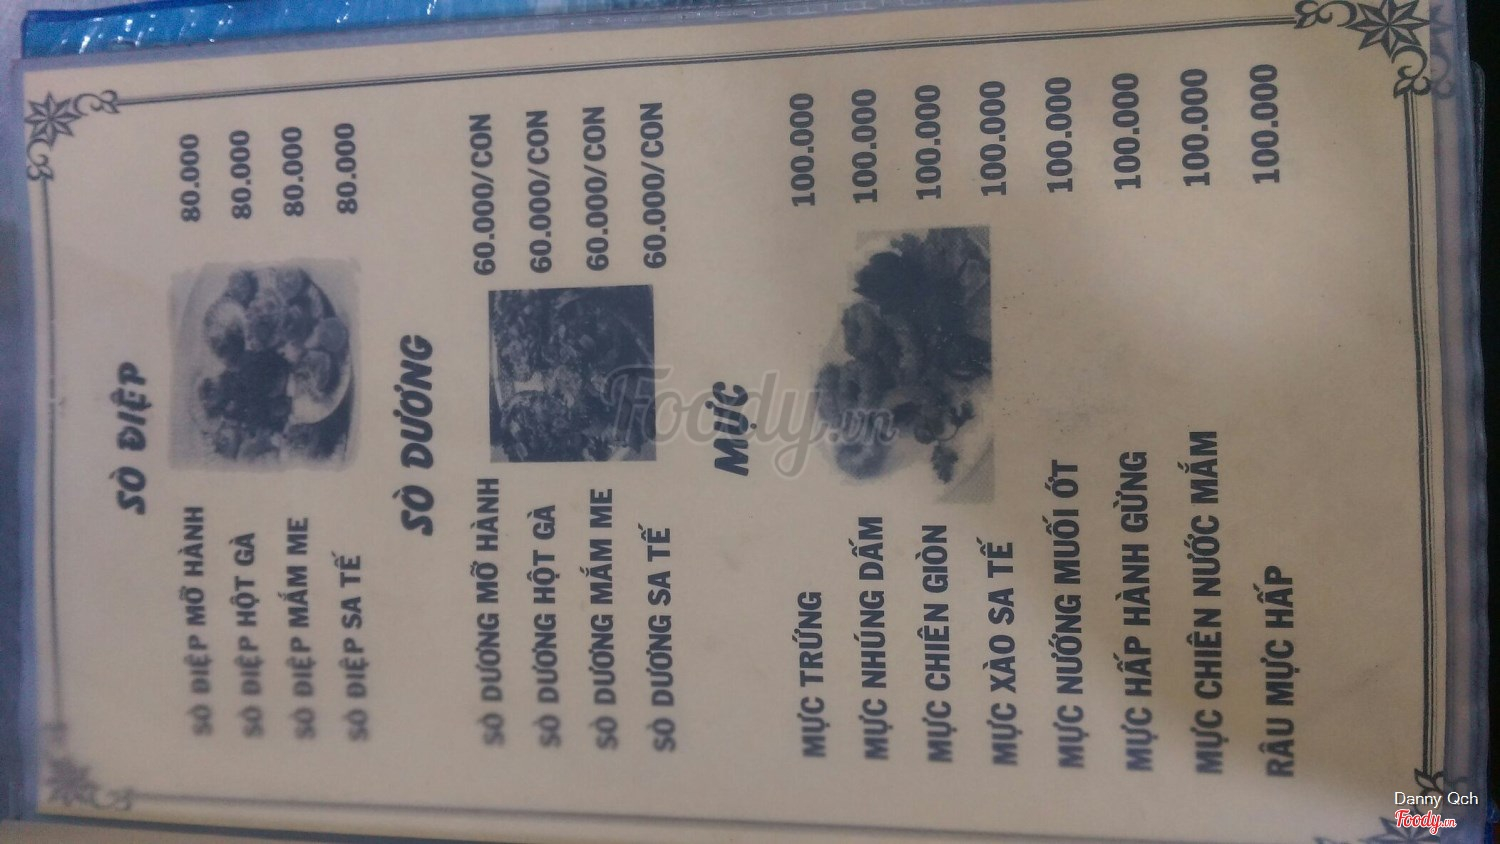 SÒ ĐIỆP
SÒ ĐIỆP MỠ HÀNH 80.000
SÒ ĐIỆP HỘT GÀ 80.000
SÒ ĐIỆP MẮM ME 80.000
SÒ ĐIỆP SA TẾ 80.000
SÒ DƯƠNG
SÒ DƯƠNG MỠ HÀNH 60.000/CON
SÒ DƯƠNG HỘT GÀ 60.000/CON
SÒ DƯƠNG MẮM ME 60.000/CON
SÒ DƯƠNG SA TẾ 60.000/CON
MỰC
MỰC TRỨNG 100.000
MỰC NHÚNG DẤM 100.000
MỰC CHIÊN GIÒN 100.000
MỰC XÀO SA TẾ 100.000
MỰC NƯỚNG MUỐI ỚT 100.000
MỰC HẤP HÀNH GỪNG 100.000
MỰC CHIÊN NƯỚC MẮM 100.000
RÂU MỰC HẤP 100.000
Foody.vn
Danny Qch
Foody.vn